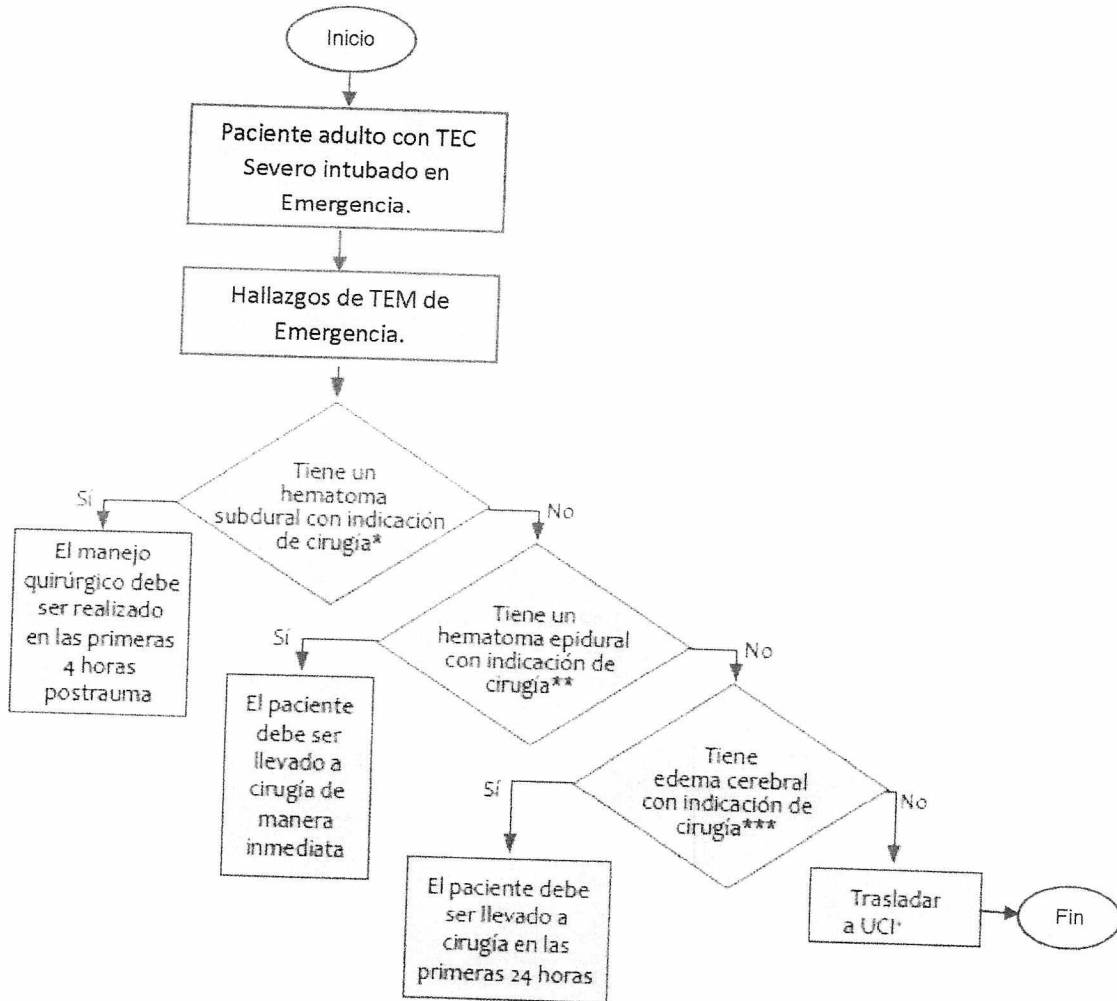 Inicio
Paciente adulto con TEC
Severo intubado en
Emergencia.
Hallazgos de TEM de
Emergencia.
Tiene un
hematoma
subdural con indicación
de cirugía*
Sí
No
El manejo
quirúrgico debe
ser realizado
en las primeras
4 horas
postrauma
Tiene un
hematoma epidural
con indicación de
cirugía**
Sí
No
El paciente
debe ser
llevado a
cirugía de
manera
inmediata
Tiene
edema cerebral
con indicación de
cirugía***
Sí
No
El paciente debe
ser llevado a
cirugía en las
primeras 24 horas
Trasladar
a UCI⁺
Fin